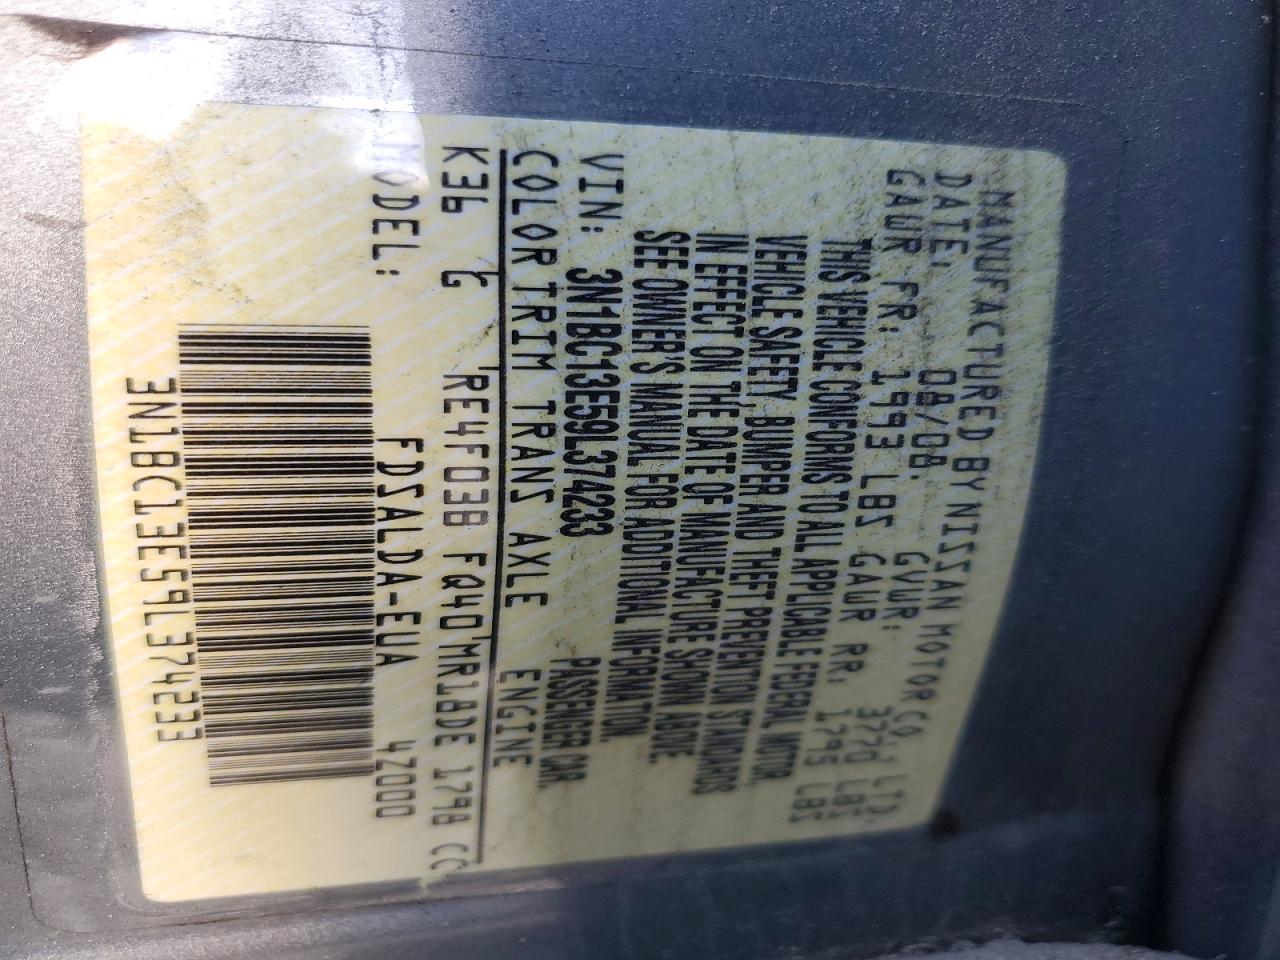 MANUFACTURED BY NISSAN MOTOR CO., LTD.
DATE: 08/08. GVWR: 3770 LBS
GAWR FR: 1993 LBS GAWR RR: 1795 LBS
THIS VEHICLE CONFORMS TO ALL APPLICABLE FEDERAL MOTOR
VEHICLE SAFETY, BUMPER AND THEFT PREVENTION STANDARDS
IN EFFECT ON THE DATE OF MANUFACTURE SHOWN ABOVE.
SEE OWNER'S MANUAL FOR ADDITIONAL INFORMATION.
VIN: 3N1BC13E59L374233 PASSENGER CAR.
COLOR TRIM TRANS AXLE ENGINE
K36 G RE4F03B FQ40 MR18DE 1798 CC
MODEL: FDSALDA-EUA 4Z000
3N1BC13E59L374233